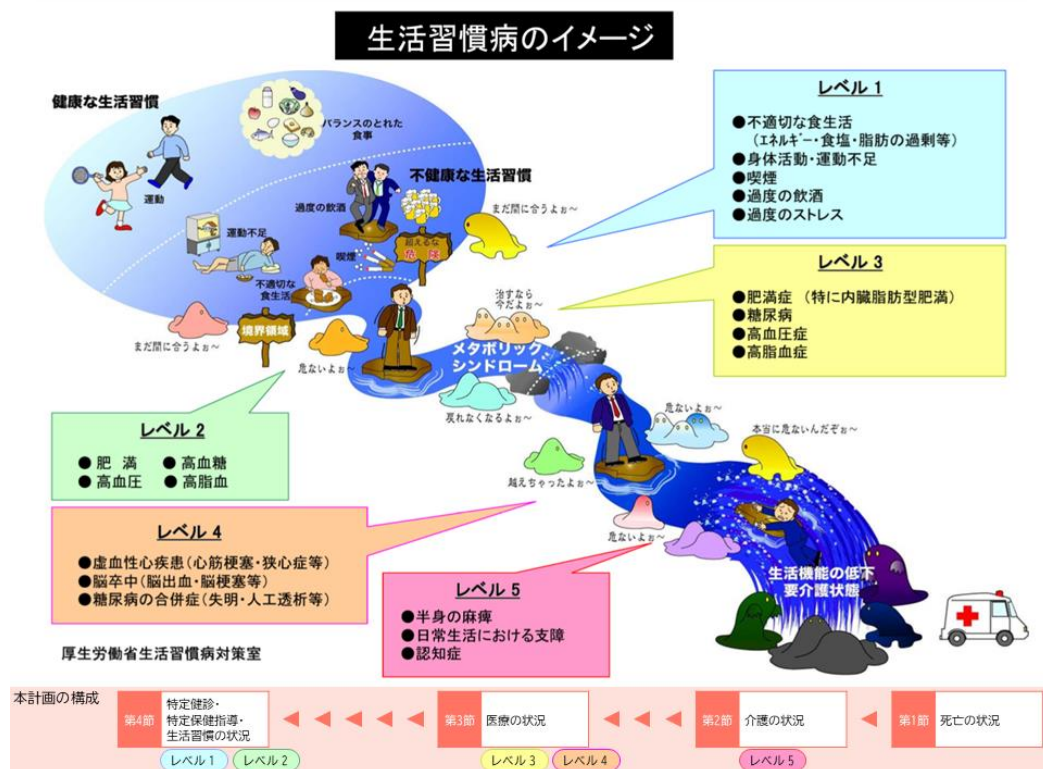 生活習慣病のイメージ
健康な生活習慣
バランスのとれた
食事
運動
不健康な生活習慣
過度の飲酒
運動不足
喫煙
超えるな
危険
不適切な
食生活
境界領域
まだ間に合うよぉ～
まだ間に合うよぉ～
危ないよぉ～
治すなら
今だよぉ～
メタボリック
シンドローム
戻れなくなるよぉ～
危ないよぉ～
本当に危ないんだぞぉ～
越えちゃったよぉ～
危ないよぉ～
生活機能の低下
要介護状態
レベル 1
●不適切な食生活
（エネルギー・食塩・脂肪の過剰等）
●身体活動・運動不足
●喫煙
●過度の飲酒
●過度のストレス
レベル 3
●肥満症 （特に内臓脂肪型肥満）
●糖尿病
●高血圧症
●高脂血症
レベル 2
● 肥 満 ● 高血糖
● 高血圧 ● 高脂血
レベル 4
●虚血性心疾患（心筋梗塞・狭心症等）
●脳卒中（脳出血・脳梗塞等）
●糖尿病の合併症（失明・人工透析等）
レベル 5
●半身の麻痺
●日常生活における支障
●認知症
厚生労働省生活習慣病対策室
本計画の構成
第4節
特定健診・
特定保健指導・
生活習慣の状況
第3節 医療の状況
第2節 介護の状況
第1節 死亡の状況
レベル 1 レベル 2 レベル 3 レベル 4 レベル 5